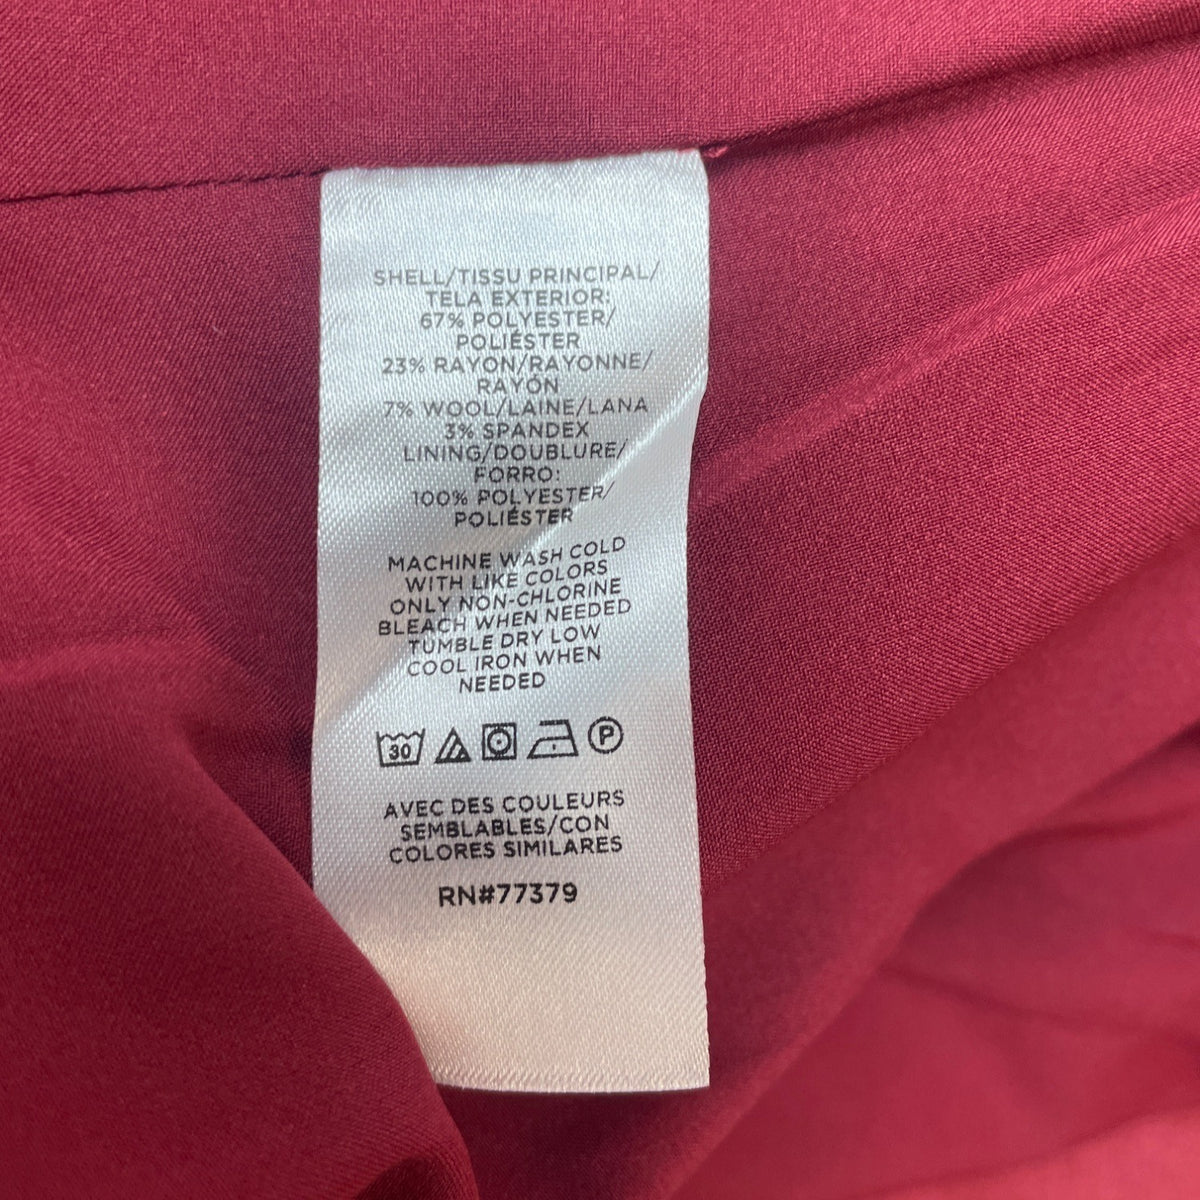 SHELL/TISSU PRINCIPAL/
TELA EXTERIOR:
67% POLYESTER/
POLIÉSTER
23% RAYON/RAYONNE/
RAYÓN
7% WOOL/LAINE/LANA
3% SPANDEX
LINING/DOUBLURE/
FORRO:
100% POLYESTER/
POLIÉSTER
MACHINE WASH COLD
WITH LIKE COLORS
ONLY NON-CHLORINE
BLEACH WHEN NEEDED
TUMBLE DRY LOW
COOL IRON WHEN
NEEDED
30 P
AVEC DES COULEURS
SEMBLABLES/CON
COLORES SIMILARES
RN#77379